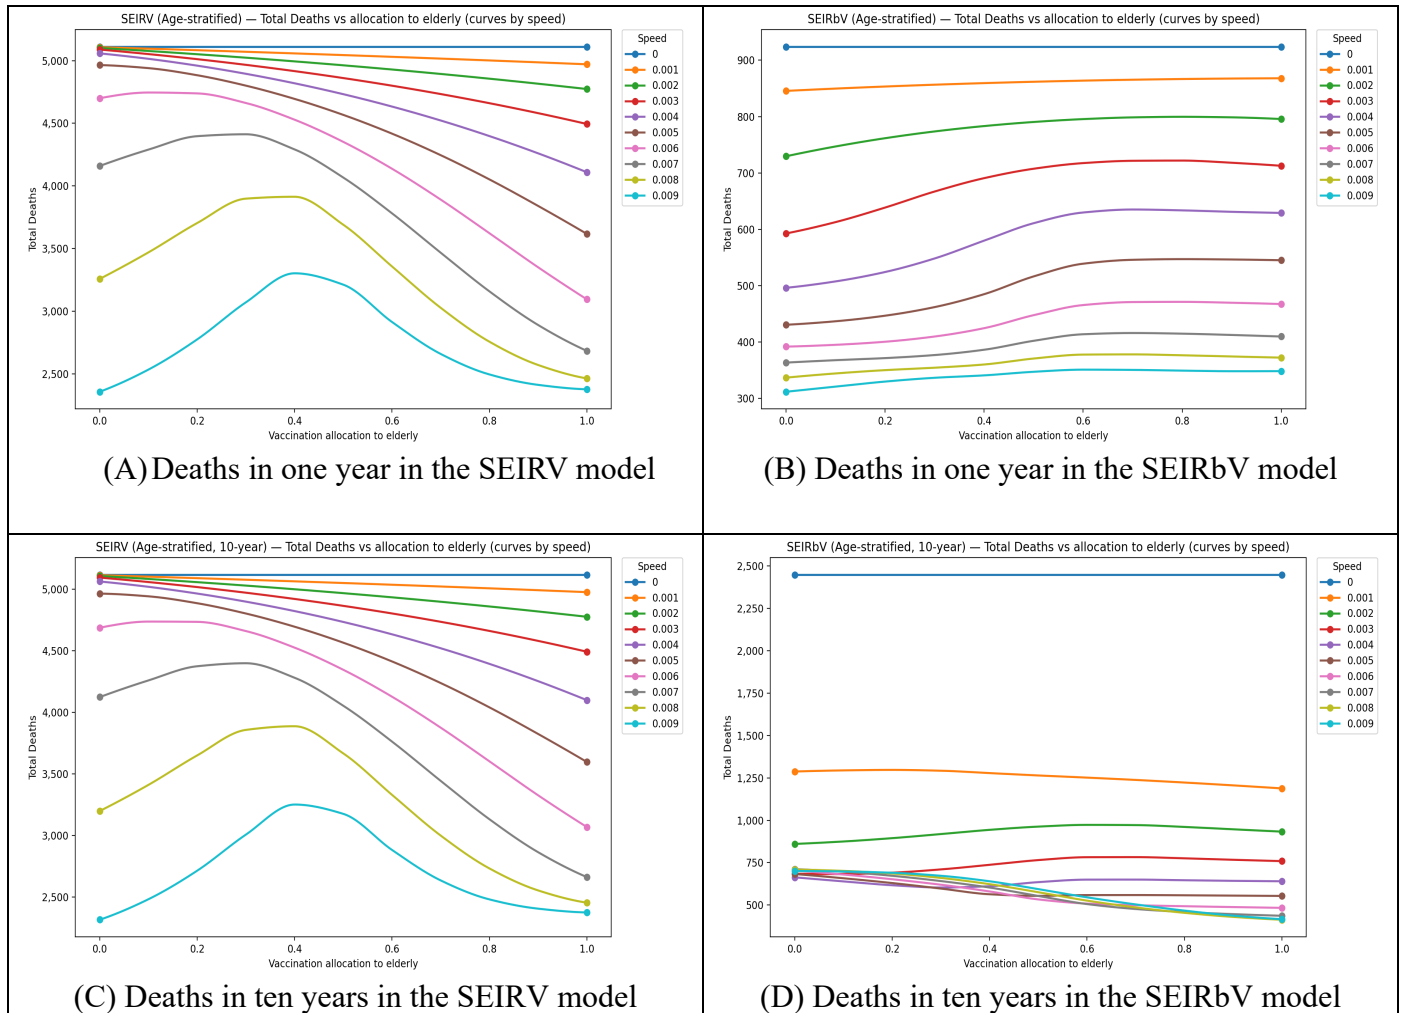 SEIRV (Age-stratified) — Total Deaths vs allocation to elderly (curves by speed)
Total Deaths
5,000
4,500
4,000
3,500
3,000
2,500
0.0 0.2 0.4 0.6 0.8 1.0
Vaccination allocation to elderly
Speed
0
0.001
0.002
0.003
0.004
0.005
0.006
0.007
0.008
0.009
(A) Deaths in one year in the SEIRV model
SEIRbV (Age-stratified) — Total Deaths vs allocation to elderly (curves by speed)
Total Deaths
900
800
700
600
500
400
300
0.0 0.2 0.4 0.6 0.8 1.0
Vaccination allocation to elderly
Speed
0
0.001
0.002
0.003
0.004
0.005
0.006
0.007
0.008
0.009
(B) Deaths in one year in the SEIRbV model
SEIRV (Age-stratified, 10-year) — Total Deaths vs allocation to elderly (curves by speed)
Total Deaths
5,000
4,500
4,000
3,500
3,000
2,500
0.0 0.2 0.4 0.6 0.8 1.0
Vaccination allocation to elderly
Speed
0
0.001
0.002
0.003
0.004
0.005
0.006
0.007
0.008
0.009
(C) Deaths in ten years in the SEIRV model
SEIRbV (Age-stratified, 10-year) — Total Deaths vs allocation to elderly (curves by speed)
Total Deaths
2,500
2,250
2,000
1,750
1,500
1,250
1,000
750
500
0.0 0.2 0.4 0.6 0.8 1.0
Vaccination allocation to elderly
Speed
0
0.001
0.002
0.003
0.004
0.005
0.006
0.007
0.008
0.009
(D) Deaths in ten years in the SEIRbV model